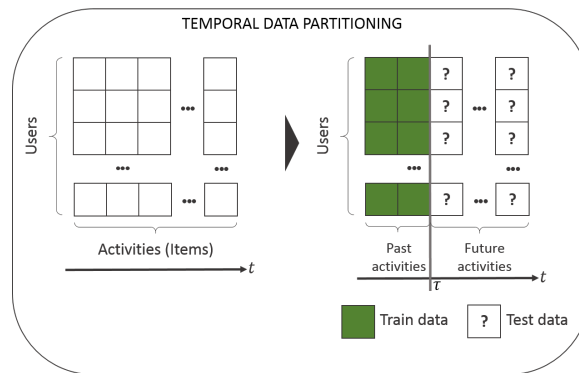 TEMPORAL DATA PARTITIONING
Users
...
...
...
...
Activities (Items)
t
Users
? ?
? ... ?
? ?
... ...
? ... ?
Past activities
Future activities
τ
t
Train data
? Test data